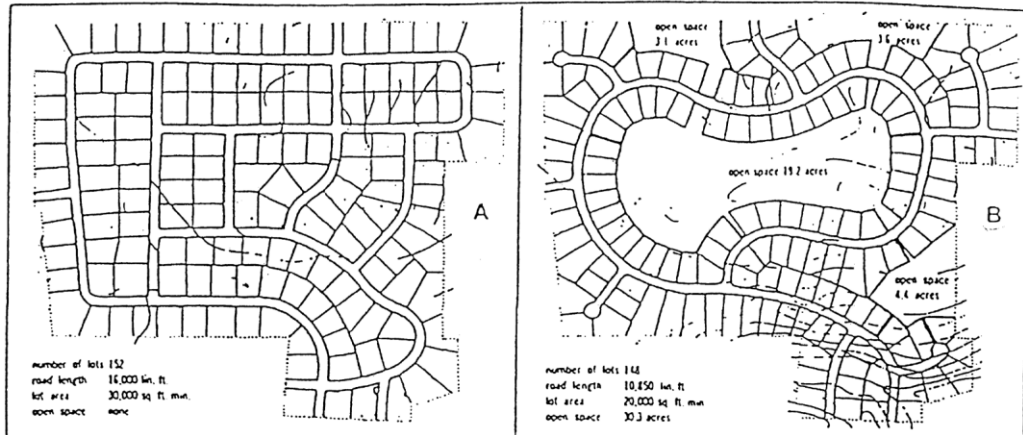 open space
3.1 acres
open space
3.6 acres
open space 19.2 acres
A
B
open space
4.4 acres
number of lots 152
road length 16,000 lin. ft.
lot area 30,000 sq ft. min.
open space none
number of lots 148
road length 10,850 lin. ft
lot area 20,000 sq ft. min
open space 30.3 acres